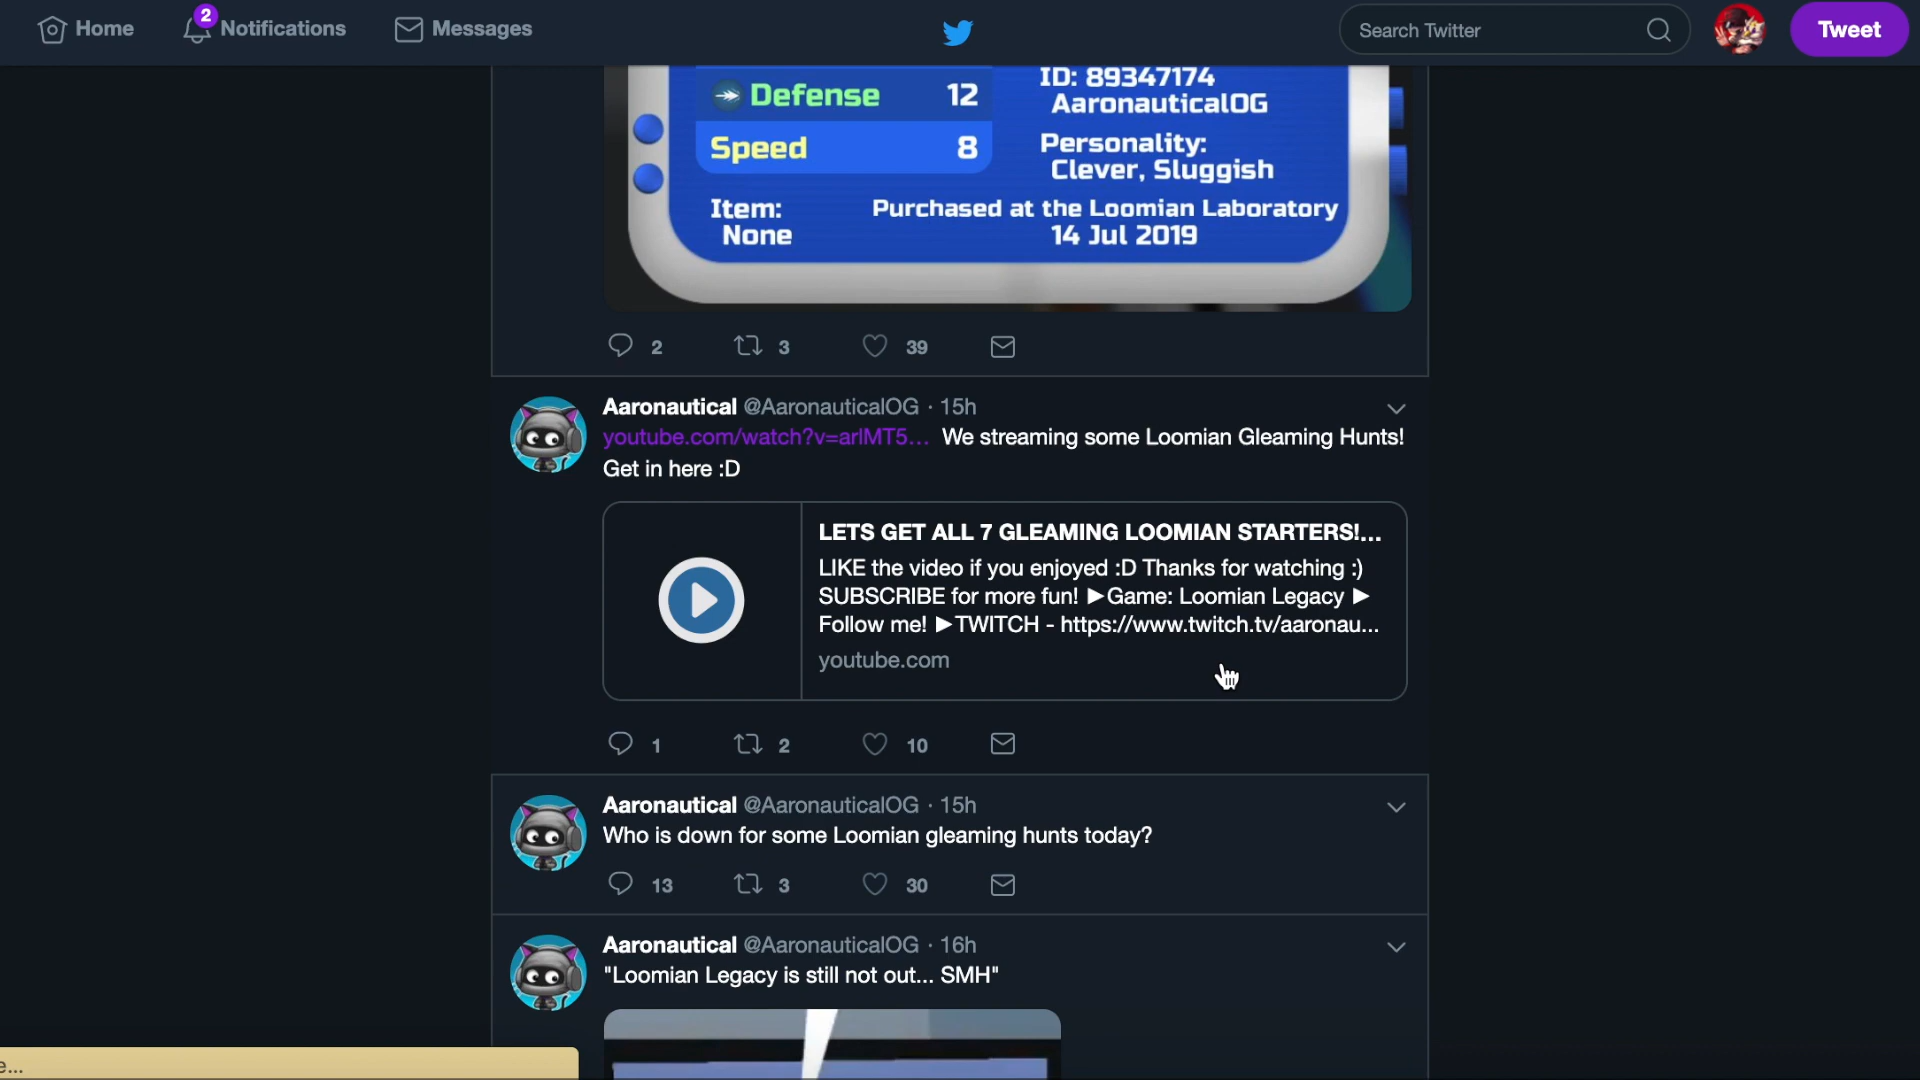 Home
2
Notifications
Messages
Search Twitter
Tweet
Defense 12
ID: 89347174
AaronauticalOG
Speed 8
Personality:
Clever, Sluggish
Item:
None
Purchased at the Loomian Laboratory
14 Jul 2019
2 3 39
Aaronautical @AaronauticalOG · 15h
youtube.com/watch?v=arlMT5... We streaming some Loomian Gleaming Hunts!
Get in here :D
LETS GET ALL 7 GLEAMING LOOMIAN STARTERS!...
LIKE the video if you enjoyed :D Thanks for watching :)
SUBSCRIBE for more fun! ▶Game: Loomian Legacy ▶
Follow me! ▶TWITCH - https://www.twitch.tv/aaronau...
youtube.com
1 2 10
Aaronautical @AaronauticalOG · 15h
Who is down for some Loomian gleaming hunts today?
13 3 30
Aaronautical @AaronauticalOG · 16h
"Loomian Legacy is still not out... SMH"
e...